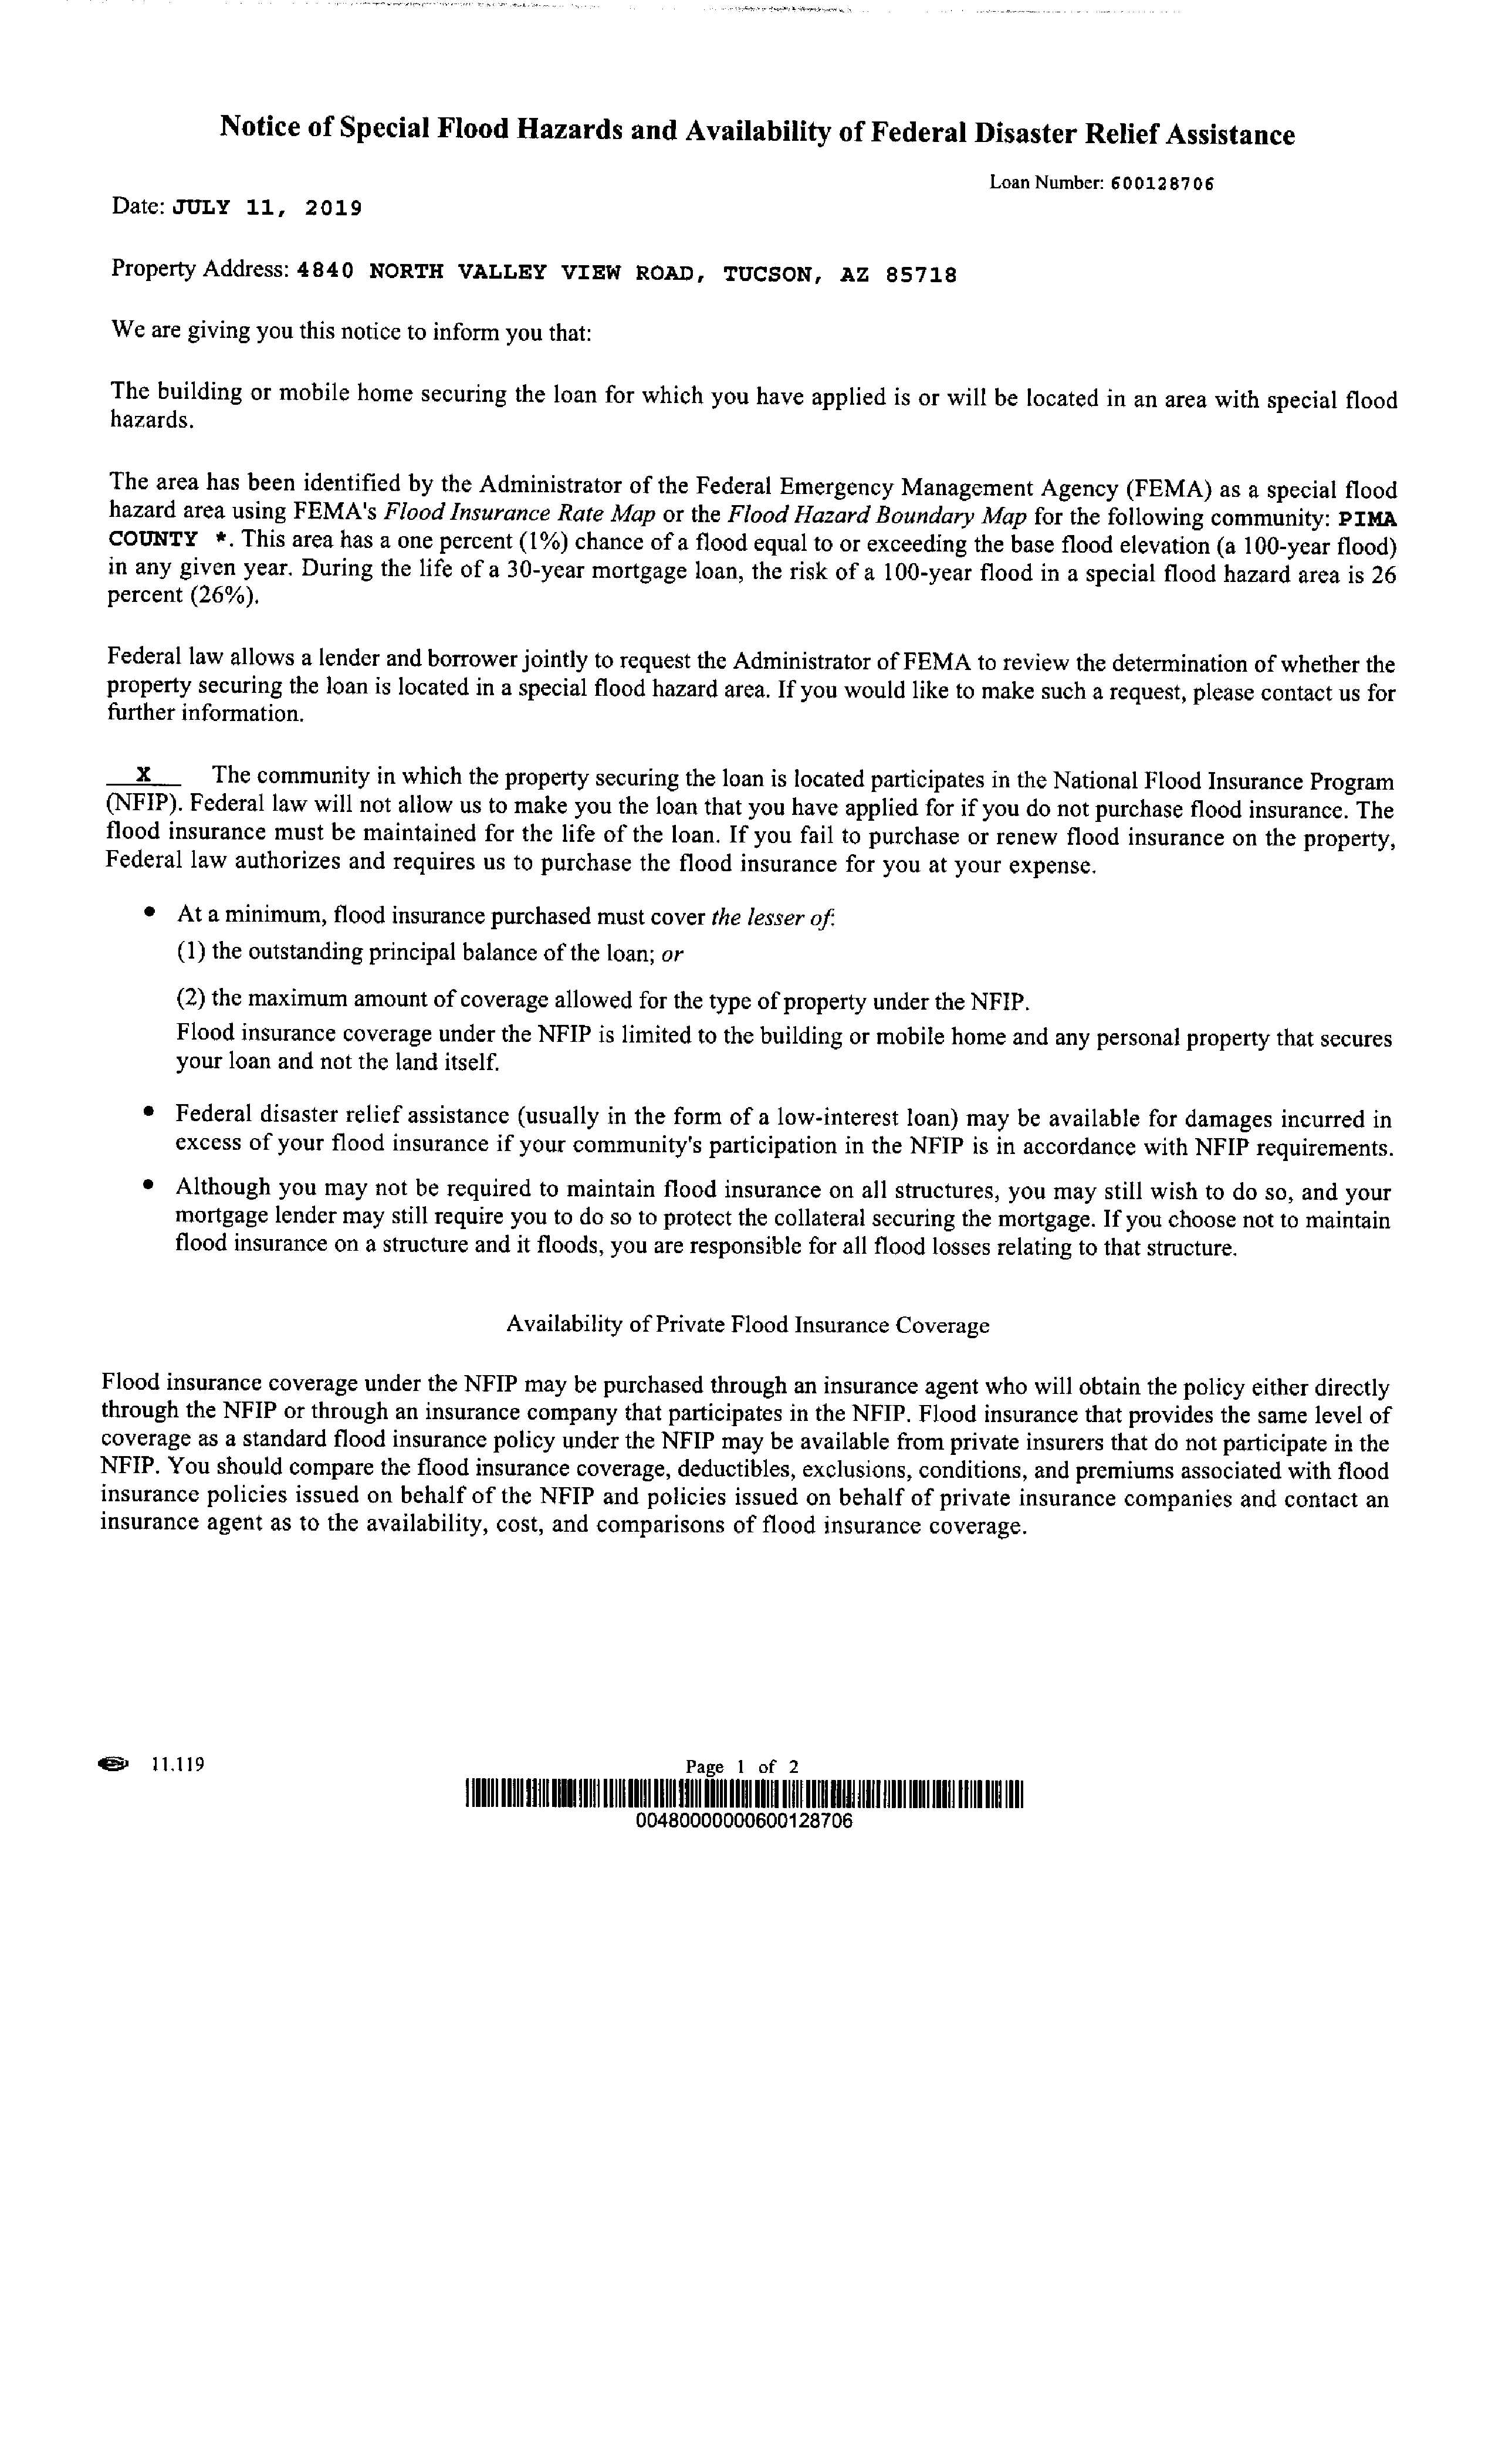 Notice of Special Flood Hazards and Availability of Federal Disaster Relief Assistance
Loan Number: 600128706
Date: JULY 11, 2019
Property Address: 4840 NORTH VALLEY VIEW ROAD, TUCSON, AZ 85718
We are giving you this notice to inform you that:
The building or mobile home securing the loan for which you have applied is or will be located in an area with special flood
hazards.
The area has been identified by the Administrator of the Federal Emergency Management Agency (FEMA) as a special flood
hazard area using FEMA's Flood Insurance Rate Map or the Flood Hazard Boundary Map for the following community: PIMA
COUNTY *. This area has a one percent (1%) chance of a flood equal to or exceeding the base flood elevation (a 100-year flood)
in any given year. During the life of a 30-year mortgage loan, the risk of a 100-year flood in a special flood hazard area is 26
percent (26%).
Federal law allows a lender and borrower jointly to request the Administrator of FEMA to review the determination of whether the
property securing the loan is located in a special flood hazard area. If you would like to make such a request, please contact us for
further information.
X The community in which the property securing the loan is located participates in the National Flood Insurance Program
(NFIP). Federal law will not allow us to make you the loan that you have applied for if you do not purchase flood insurance. The
flood insurance must be maintained for the life of the loan. If you fail to purchase or renew flood insurance on the property,
Federal law authorizes and requires us to purchase the flood insurance for you at your expense.
• At a minimum, flood insurance purchased must cover the lesser of:
(1) the outstanding principal balance of the loan; or
(2) the maximum amount of coverage allowed for the type of property under the NFIP.
Flood insurance coverage under the NFIP is limited to the building or mobile home and any personal property that secures
your loan and not the land itself.
• Federal disaster relief assistance (usually in the form of a low-interest loan) may be available for damages incurred in
excess of your flood insurance if your community's participation in the NFIP is in accordance with NFIP requirements.
• Although you may not be required to maintain flood insurance on all structures, you may still wish to do so, and your
mortgage lender may still require you to do so to protect the collateral securing the mortgage. If you choose not to maintain
flood insurance on a structure and it floods, you are responsible for all flood losses relating to that structure.
Availability of Private Flood Insurance Coverage
Flood insurance coverage under the NFIP may be purchased through an insurance agent who will obtain the policy either directly
through the NFIP or through an insurance company that participates in the NFIP. Flood insurance that provides the same level of
coverage as a standard flood insurance policy under the NFIP may be available from private insurers that do not participate in the
NFIP. You should compare the flood insurance coverage, deductibles, exclusions, conditions, and premiums associated with flood
insurance policies issued on behalf of the NFIP and policies issued on behalf of private insurance companies and contact an
insurance agent as to the availability, cost, and comparisons of flood insurance coverage.
11.119
Page 1 of 2
00480000000600128706